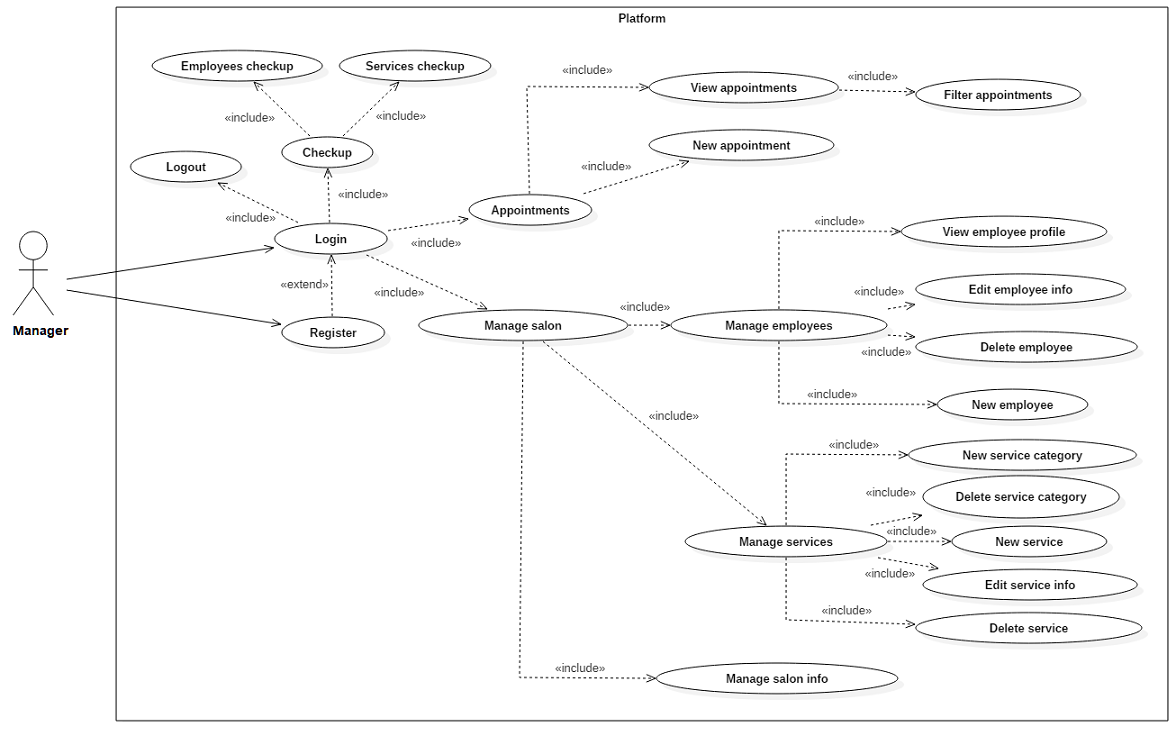 Platform
Employees checkup
Services checkup
«include»
View appointments
«include»
Filter appointments
«include»
«include»
Checkup
New appointment
Logout
«include»
«include»
«include»
Appointments
Login
«include»
«include»
View employee profile
«extend»
«include»
«include»
Edit employee info
Manager
Register
Manage salon
«include»
Manage employees
«include»
Delete employee
«include»
New employee
«include»
«include»
New service category
«include»
Delete service category
Manage services
«include»
New service
«include»
Edit service info
«include»
Delete service
«include»
Manage salon info